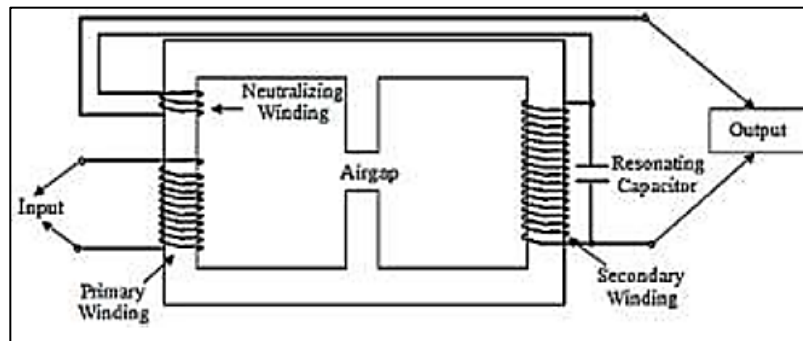 Neutralizing
Winding
Airgap
Input
Primary
Winding
Resonating
Capacitor
Secondary
Winding
Output